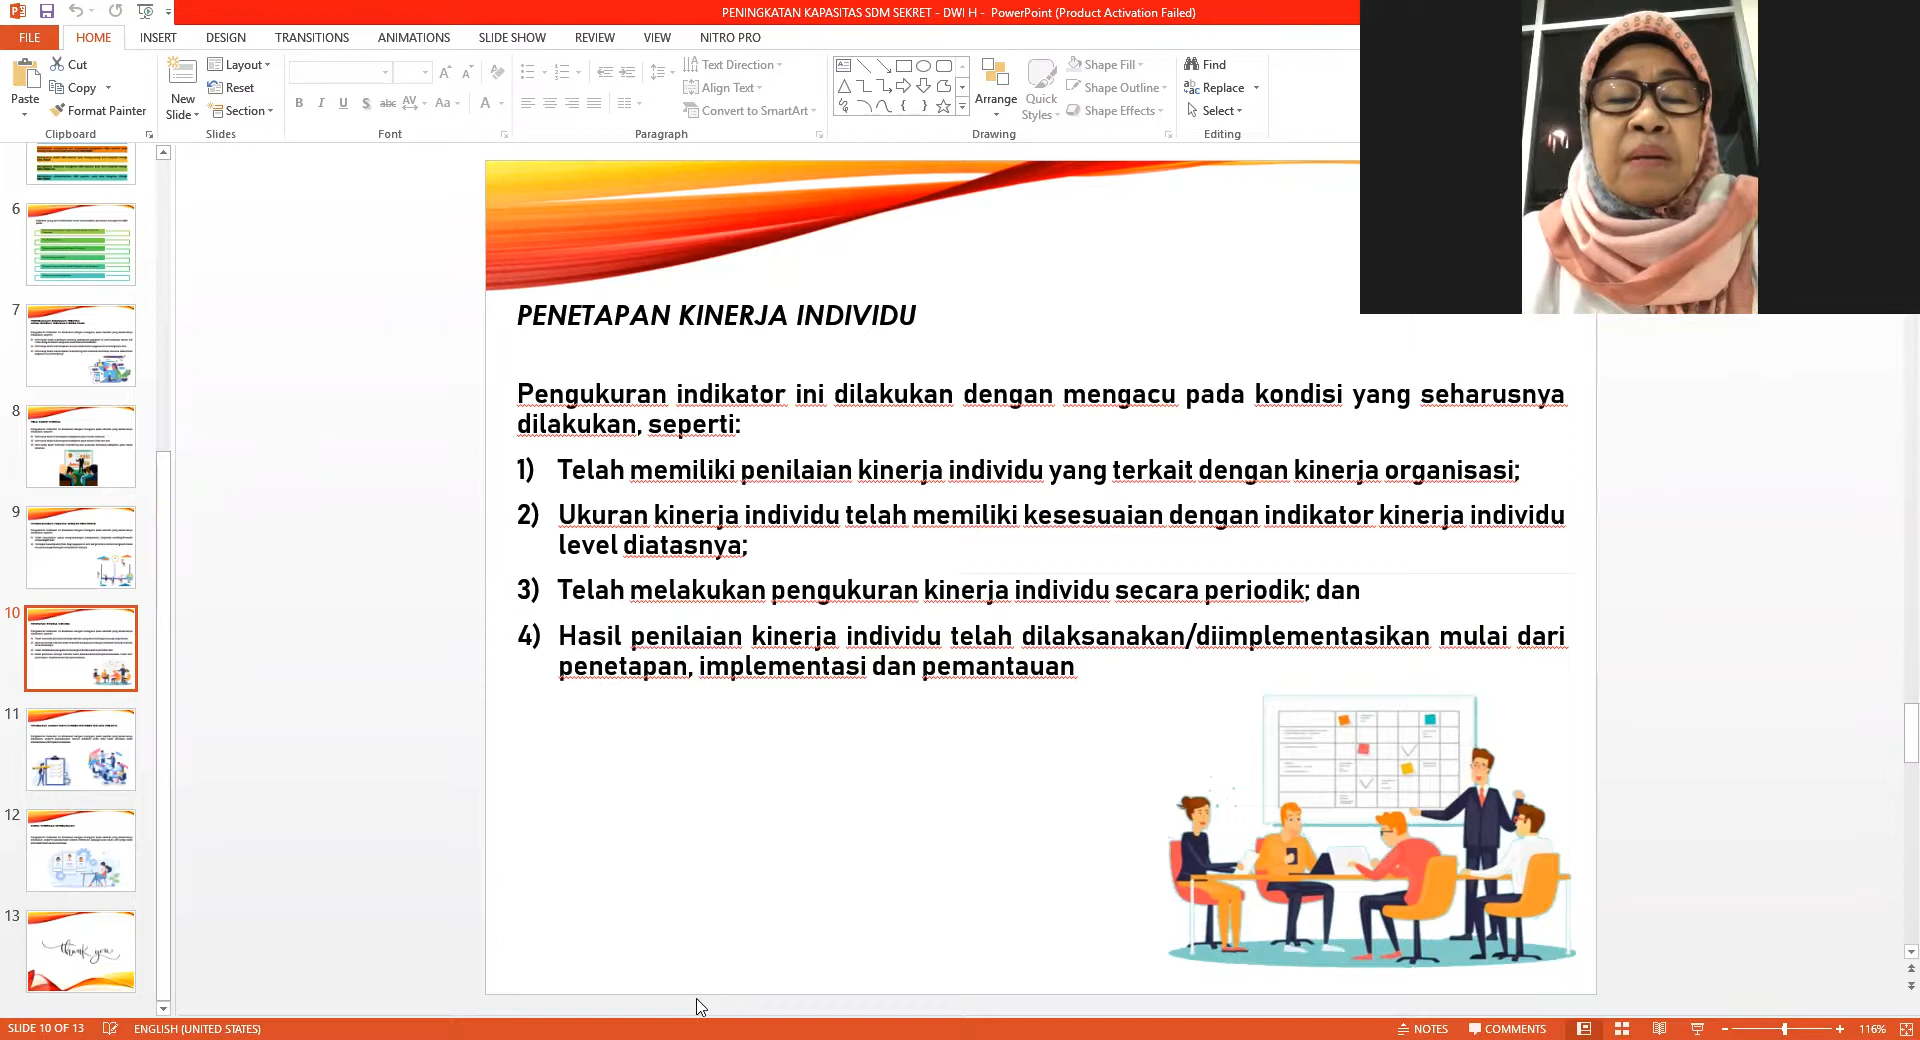 PENINGKATAN KAPASITAS SDM SEKRET - DWI H - PowerPoint (Product Activation Failed)
FILE HOME INSERT DESIGN TRANSITIONS ANIMATIONS SLIDE SHOW REVIEW VIEW NITRO PRO
Cut
Copy
Format Painter
Paste
Clipboard
New
Slide
Layout
Reset
Section
Slides
B I U S abc AV Aa A
Font
Text Direction
Align Text
Convert to SmartArt
Paragraph
Arrange
Quick
Styles
Shape Fill
Shape Outline
Shape Effects
Drawing
Find
Replace
Select
Editing
6
7
8
9
10
11
12
13
thank you
PENETAPAN KINERJA INDIVIDU
Pengukuran indikator ini dilakukan dengan mengacu pada kondisi yang seharusnya
dilakukan, seperti:
1) Telah memiliki penilaian kinerja individu yang terkait dengan kinerja organisasi;
2) Ukuran kinerja individu telah memiliki kesesuaian dengan indikator kinerja individu
level diatasnya;
3) Telah melakukan pengukuran kinerja individu secara periodik; dan
4) Hasil penilaian kinerja individu telah dilaksanakan/diimplementasikan mulai dari
penetapan, implementasi dan pemantauan
SLIDE 10 OF 13 ENGLISH (UNITED STATES) NOTES COMMENTS 116%